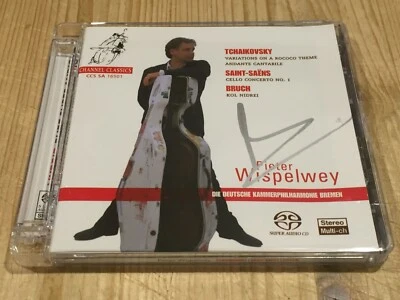 CHANNEL CLASSICS
CCS SA 16501
TCHAIKOVSKY
VARIATIONS ON A ROCOCO THEME
ANDANTE CANTABILE
SAINT-SAËNS
CELLO CONCERTO NO. 1
BRUCH
KOL NIDREI
Pieter
Wispelwey
DIE DEUTSCHE KAMMERPHILHARMONIE BREMEN
SUPER AUDIO CD
Stereo
Multi-ch